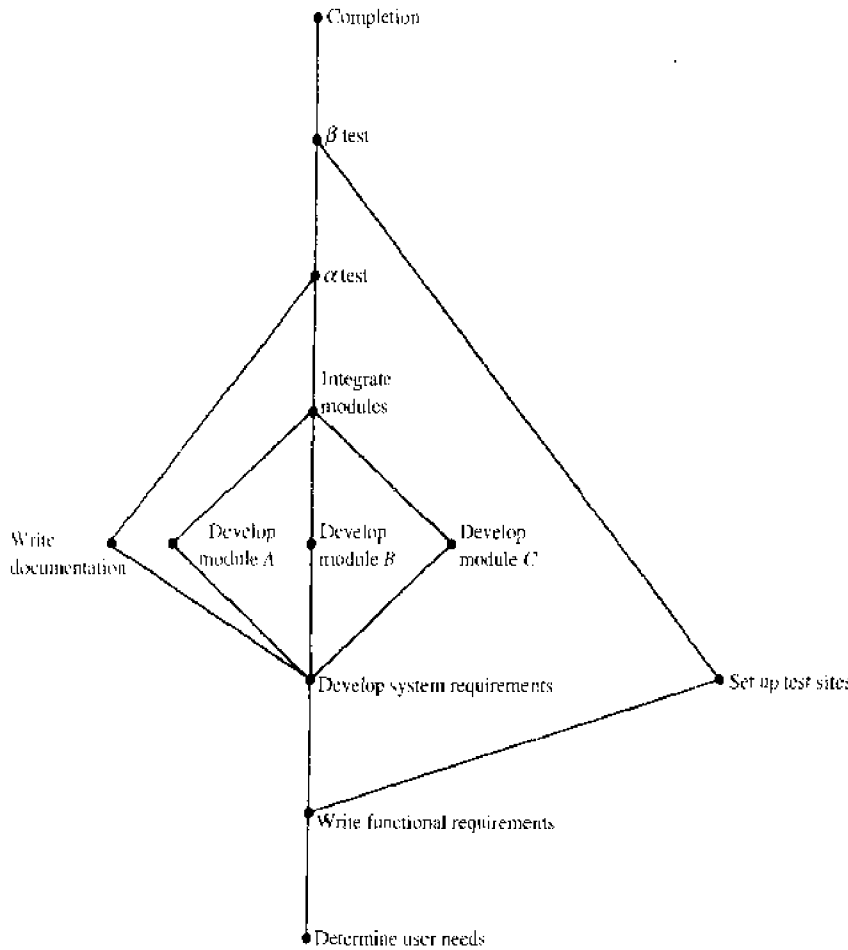 Completion
β test
α test
Integrate
modules
Write
documentation
Develop
module A
Develop
module B
Develop
module C
Develop system requirements
Set up test sites
Write functional requirements
Determine user needs